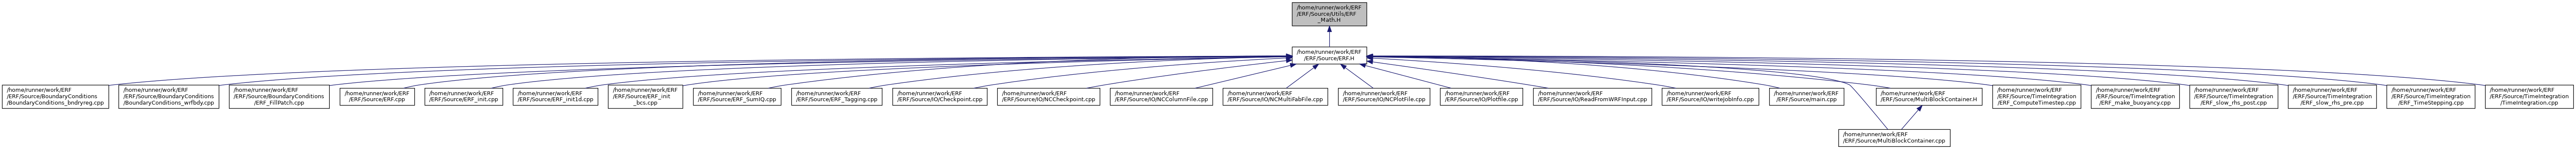 /home/runner/work/ERF
/ERF/Source/Utils/ERF
_Math.H
/home/runner/work/ERF
/ERF/Source/ERF.H
/home/runner/work/ERF
/ERF/Source/BoundaryConditions
/BoundaryConditions_bndryreg.cpp
/home/runner/work/ERF
/ERF/Source/BoundaryConditions
/BoundaryConditions_wrfbdy.cpp
/home/runner/work/ERF
/ERF/Source/BoundaryConditions
/ERF_FillPatch.cpp
/home/runner/work/ERF
/ERF/Source/ERF.cpp
/home/runner/work/ERF
/ERF/Source/ERF_init.cpp
/home/runner/work/ERF
/ERF/Source/ERF_init1d.cpp
/home/runner/work/ERF
/ERF/Source/ERF_init
_bcs.cpp
/home/runner/work/ERF
/ERF/Source/ERF_SumIQ.cpp
/home/runner/work/ERF
/ERF/Source/ERF_Tagging.cpp
/home/runner/work/ERF
/ERF/Source/IO/Checkpoint.cpp
/home/runner/work/ERF
/ERF/Source/IO/NCCheckpoint.cpp
/home/runner/work/ERF
/ERF/Source/IO/NCColumnFile.cpp
/home/runner/work/ERF
/ERF/Source/IO/NCMultiFabFile.cpp
/home/runner/work/ERF
/ERF/Source/IO/NCPlotFile.cpp
/home/runner/work/ERF
/ERF/Source/IO/Plotfile.cpp
/home/runner/work/ERF
/ERF/Source/IO/ReadFromWRFInput.cpp
/home/runner/work/ERF
/ERF/Source/IO/writeJobInfo.cpp
/home/runner/work/ERF
/ERF/Source/main.cpp
/home/runner/work/ERF
/ERF/Source/MultiBlockContainer.H
/home/runner/work/ERF
/ERF/Source/TimeIntegration
/ERF_ComputeTimestep.cpp
/home/runner/work/ERF
/ERF/Source/TimeIntegration
/ERF_make_buoyancy.cpp
/home/runner/work/ERF
/ERF/Source/TimeIntegration
/ERF_slow_rhs_post.cpp
/home/runner/work/ERF
/ERF/Source/TimeIntegration
/ERF_slow_rhs_pre.cpp
/home/runner/work/ERF
/ERF/Source/TimeIntegration
/ERF_TimeStepping.cpp
/home/runner/work/ERF
/ERF/Source/TimeIntegration
/TimeIntegration.cpp
/home/runner/work/ERF
/ERF/Source/MultiBlockContainer.cpp